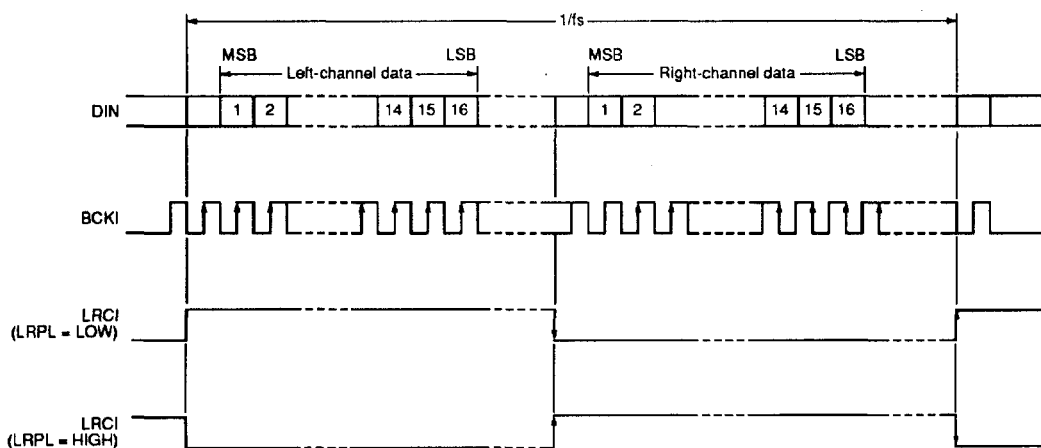 1/fs
MSB LSB MSB LSB
Left-channel data Right-channel data
DIN 1 2 14 15 16 1 2 14 15 16
BCKI
LRCI
(LRPL = LOW)
LRCI
(LRPL = HIGH)